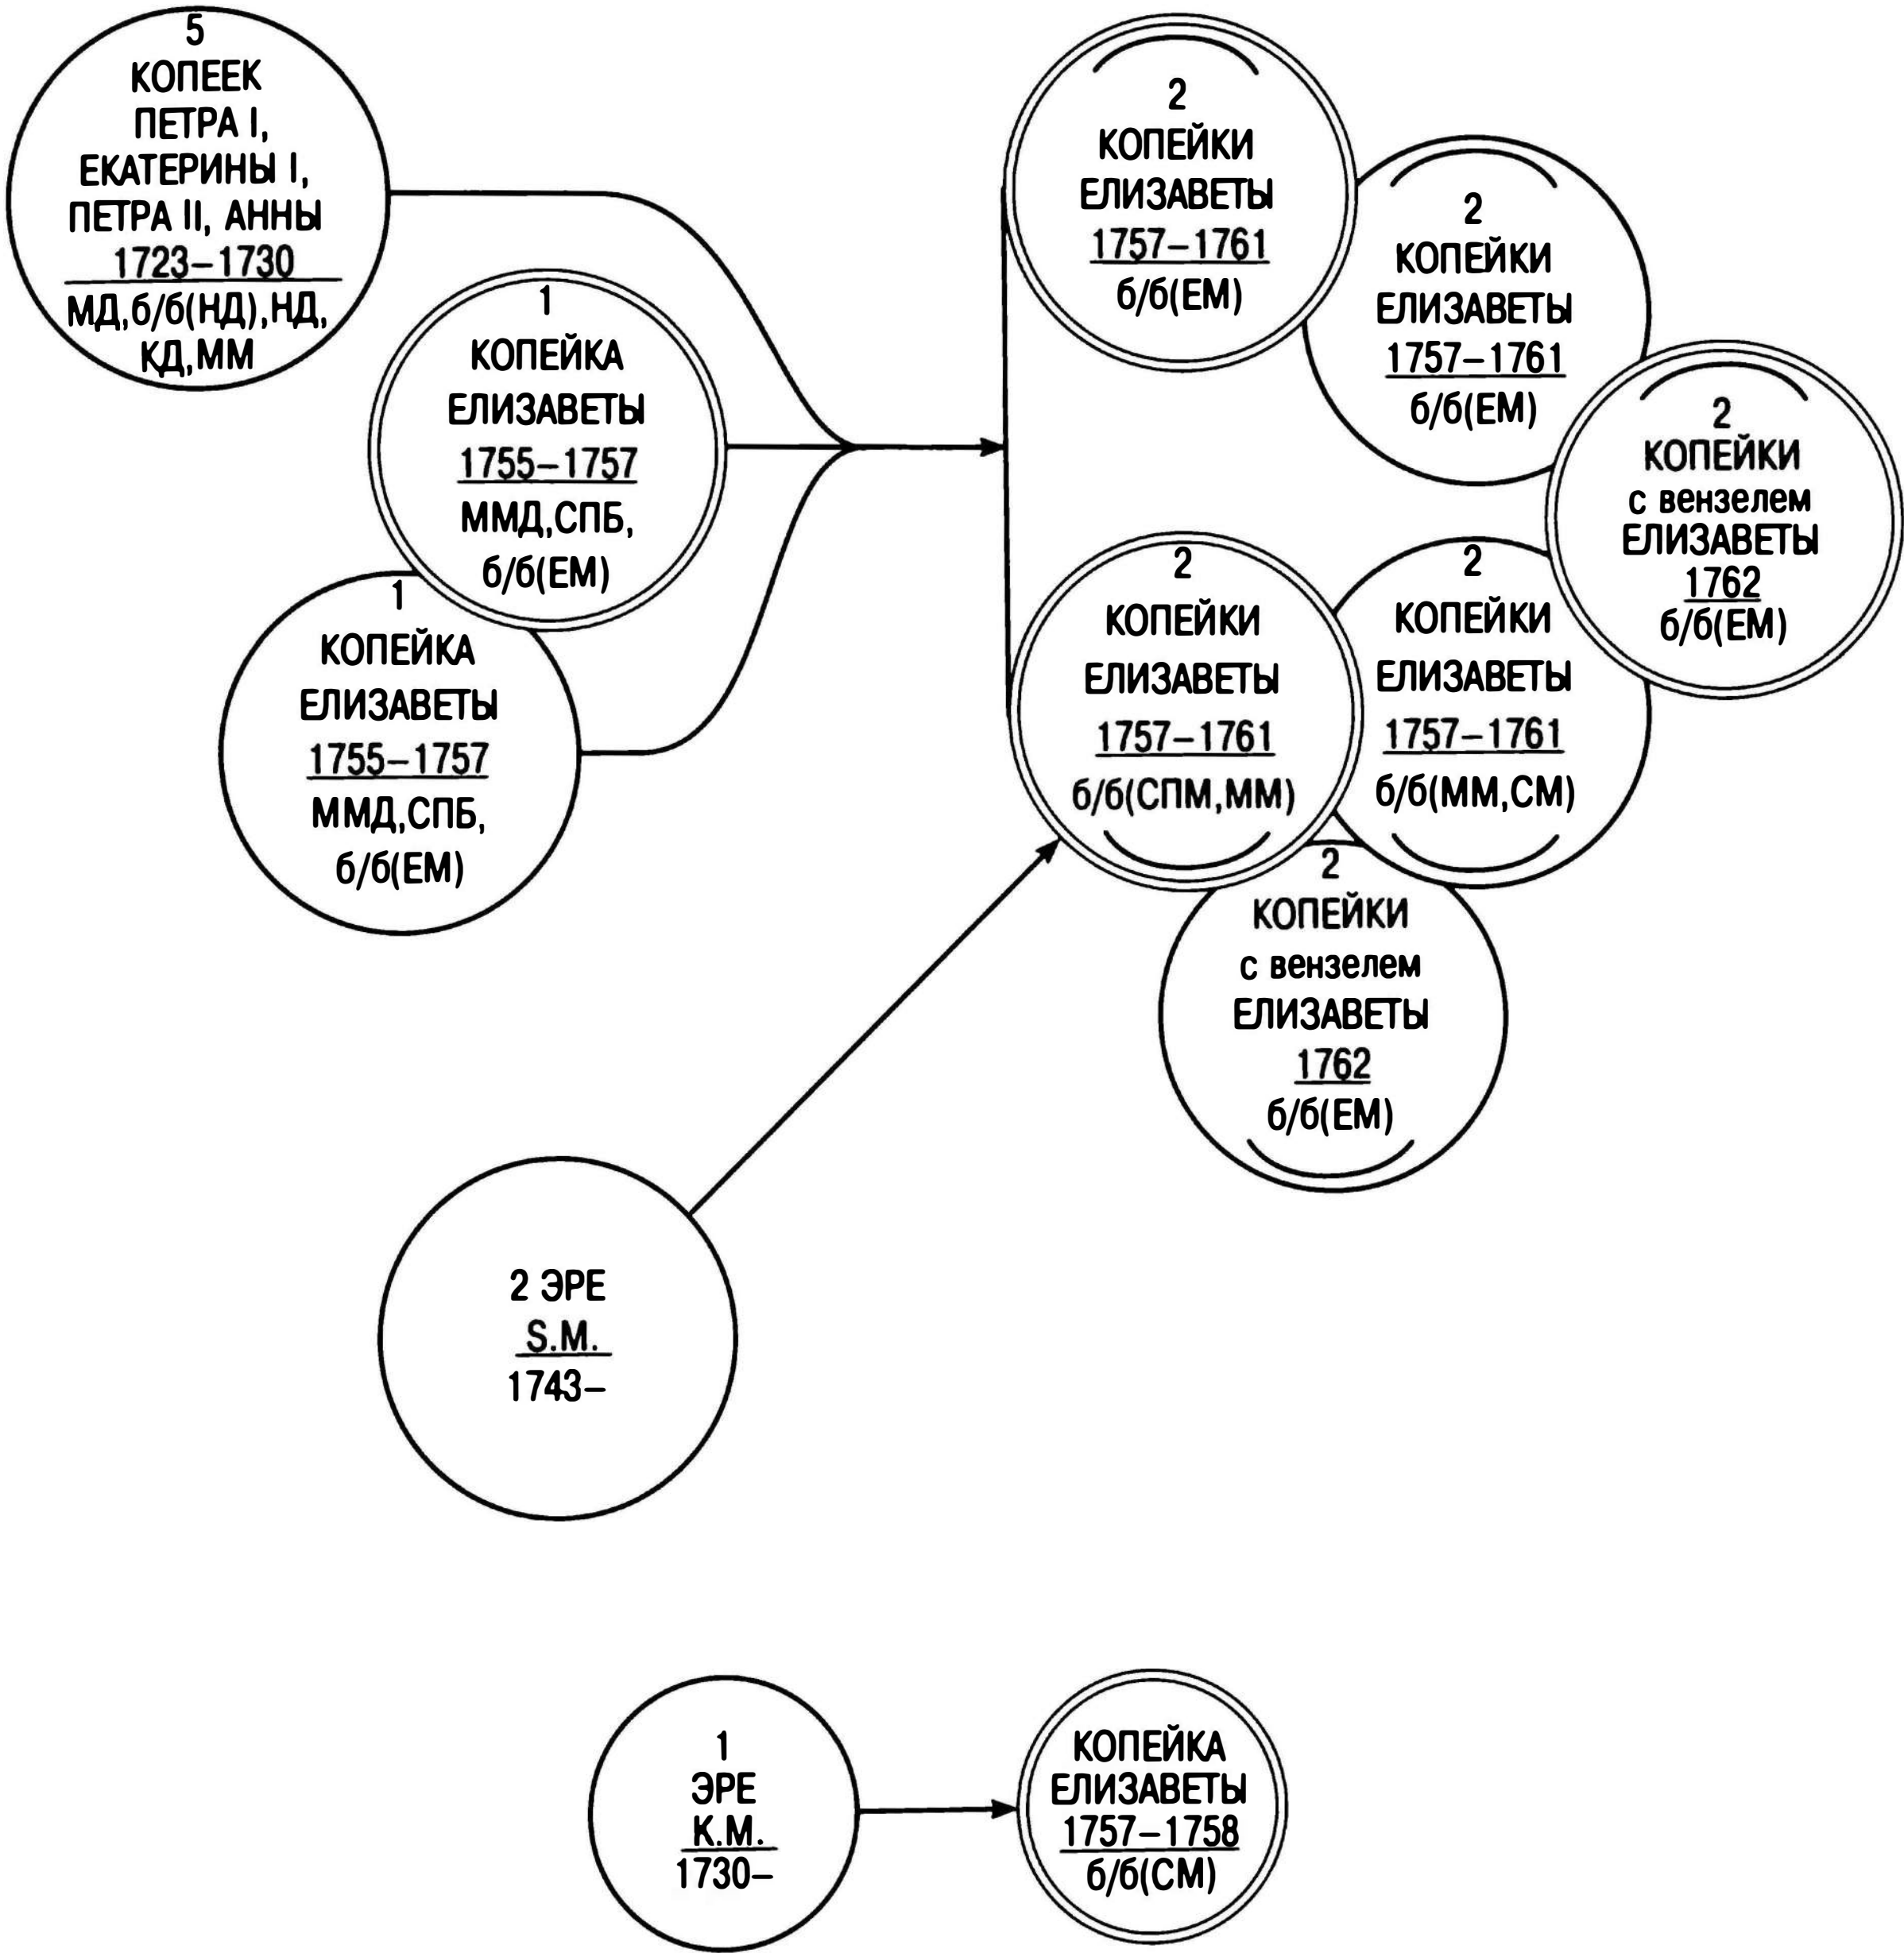 5
КОПЕЕК
ПЕТРА I,
ЕКАТЕРИНЫ I,
ПЕТРА II, АННЫ
1723–1730
МД,б/б(НД),НД,
КД,ММ
1
КОПЕЙКА
ЕЛИЗАВЕТЫ
1755–1757
ММД,СПБ,
б/б(ЕМ)
1
КОПЕЙКА
ЕЛИЗАВЕТЫ
1755–1757
ММД,СПБ,
б/б(ЕМ)
2
КОПЕЙКИ
ЕЛИЗАВЕТЫ
1757–1761
б/б(ЕМ)
2
КОПЕЙКИ
ЕЛИЗАВЕТЫ
1757–1761
б/б(ЕМ)
2
КОПЕЙКИ
с вензелем
ЕЛИЗАВЕТЫ
1762
б/б(ЕМ)
2
КОПЕЙКИ
ЕЛИЗАВЕТЫ
1757–1761
б/б(СПМ,ММ)
2
КОПЕЙКИ
ЕЛИЗАВЕТЫ
1757–1761
б/б(ММ,СМ)
2
КОПЕЙКИ
с вензелем
ЕЛИЗАВЕТЫ
1762
б/б(ЕМ)
2 ЭРЕ
S.M.
1743–
1
ЭРЕ
K.M.
1730–
КОПЕЙКА
ЕЛИЗАВЕТЫ
1757–1758
б/б(СМ)